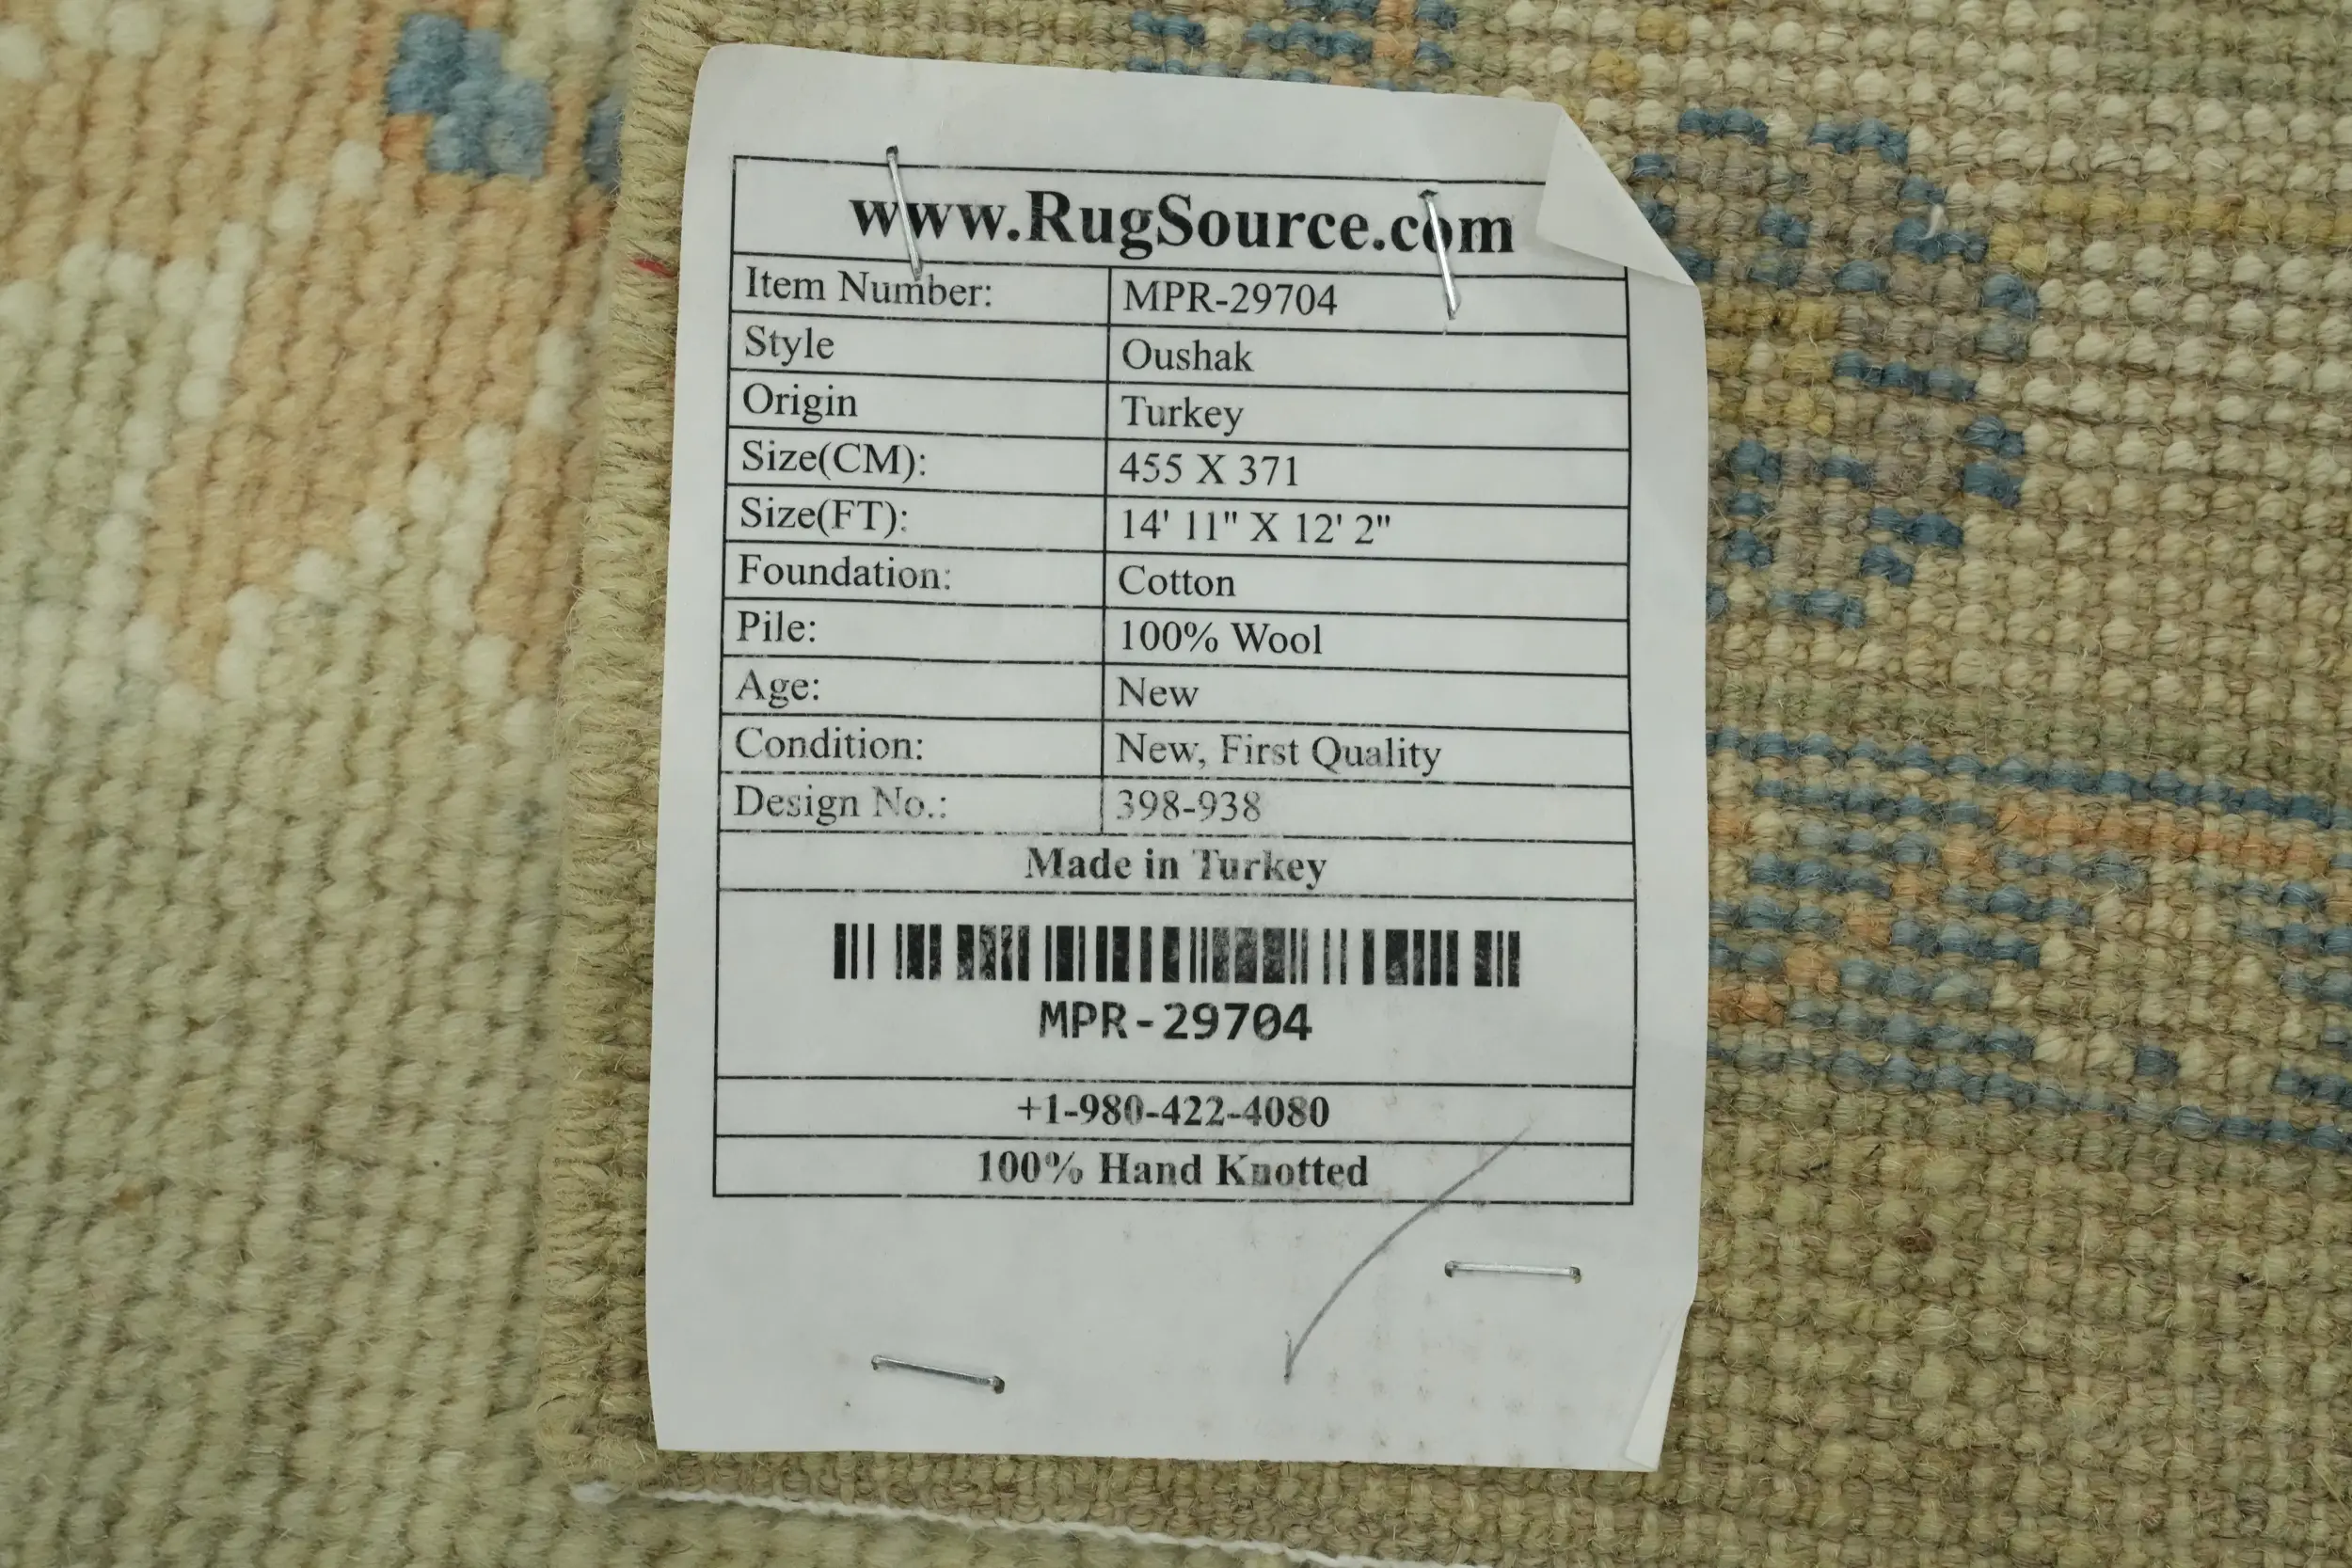 www.RugSource.com
Item Number: MPR-29704
Style Oushak
Origin Turkey
Size(CM): 455 X 371
Size(FT): 14' 11" X 12' 2"
Foundation: Cotton
Pile: 100% Wool
Age: New
Condition: New, First Quality
Design No.: 398-938
Made in Turkey
MPR-29704
+1-980-422-4080
100% Hand Knotted